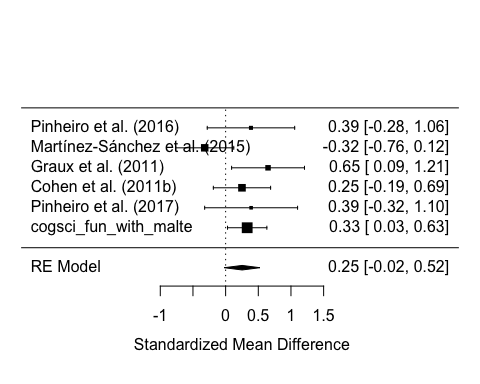 Pinheiro et al. (2016) 0.39 [-0.28, 1.06]
Martínez-Sánchez et al. (2015) -0.32 [-0.76, 0.12]
Graux et al. (2011) 0.65 [ 0.09, 1.21]
Cohen et al. (2011b) 0.25 [-0.19, 0.69]
Pinheiro et al. (2017) 0.39 [-0.32, 1.10]
cogsci_fun_with_malte 0.33 [ 0.03, 0.63]
RE Model 0.25 [-0.02, 0.52]
-1 0 0.5 1 1.5
Standardized Mean Difference